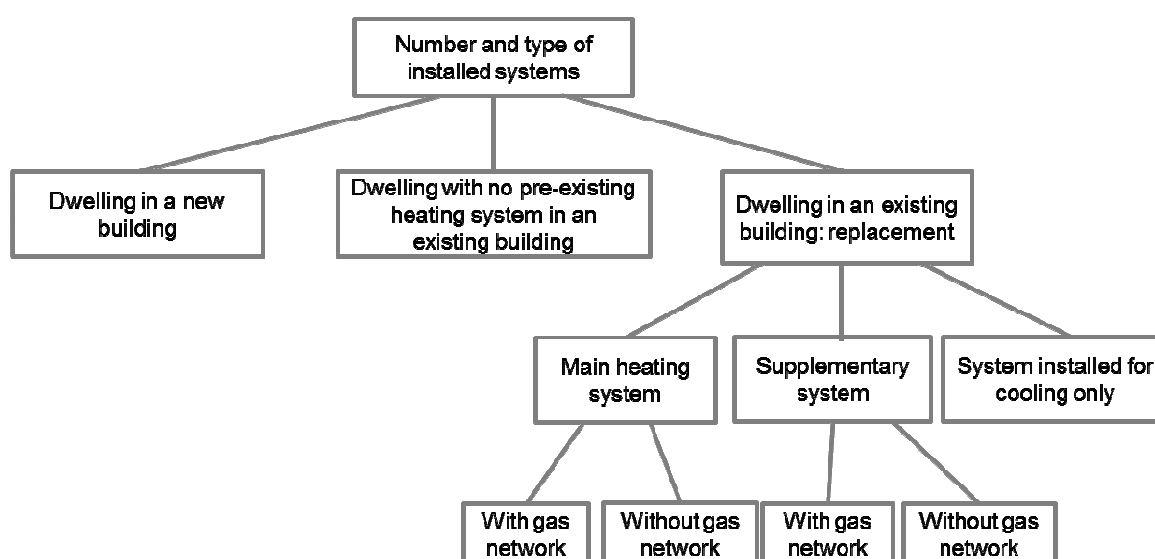 Number and type of
installed systems
Dwelling in a new
building
Dwelling with no pre-existing
heating system in an
existing building
Dwelling in an existing
building: replacement
Main heating
system
Supplementary
system
System installed for
cooling only
With gas
network
Without gas
network
With gas
network
Without gas
network